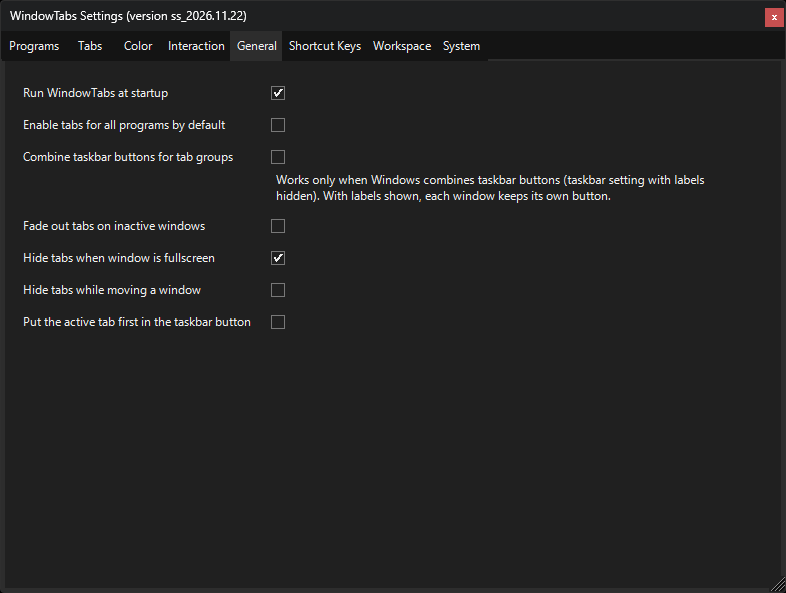 WindowTabs Settings (version ss_2026.11.22)
x
Programs Tabs Color Interaction General Shortcut Keys Workspace System
Run WindowTabs at startup
Enable tabs for all programs by default
Combine taskbar buttons for tab groups
Works only when Windows combines taskbar buttons (taskbar setting with labels
hidden). With labels shown, each window keeps its own button.
Fade out tabs on inactive windows
Hide tabs when window is fullscreen
Hide tabs while moving a window
Put the active tab first in the taskbar button